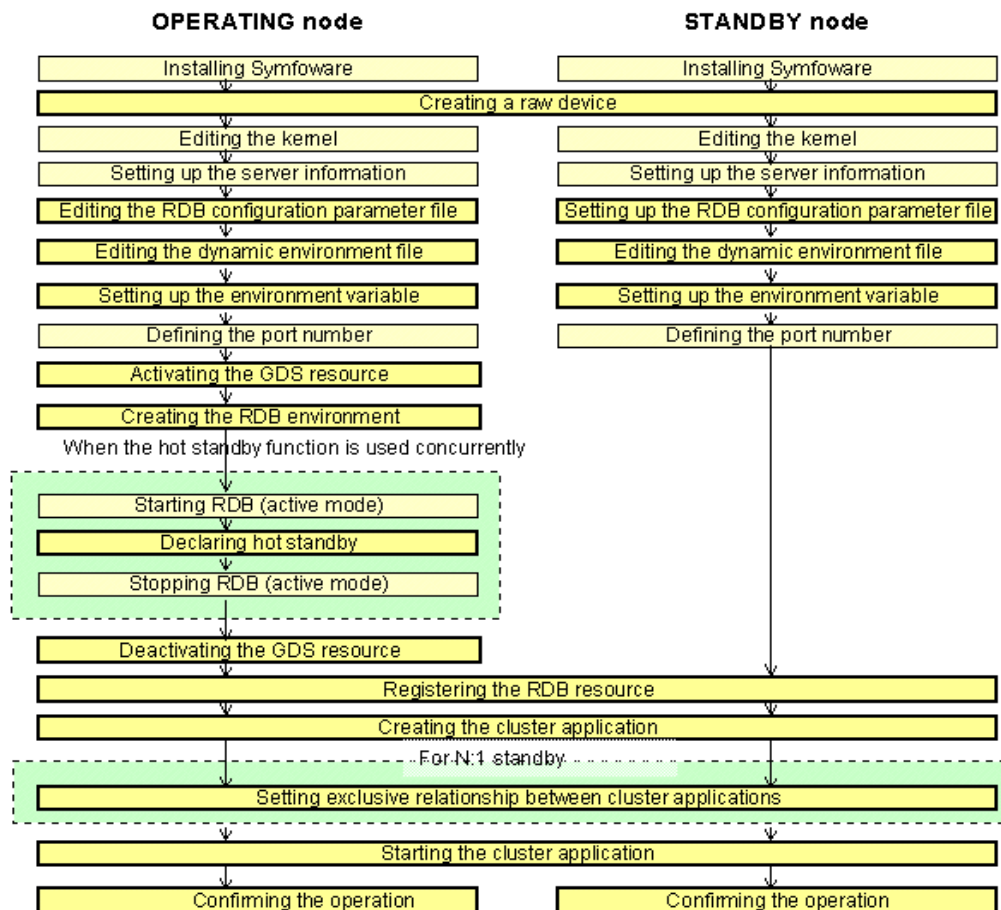 OPERATING node STANDBY node
Installing Symfoware Installing Symfoware
Creating a raw device
Editing the kernel Editing the kernel
Setting up the server information Setting up the server information
Editing the RDB configuration parameter file Setting up the RDB configuration parameter file
Editing the dynamic environment file Editing the dynamic environment file
Setting up the environment variable Setting up the environment variable
Defining the port number Defining the port number
Activating the GDS resource
Creating the RDB environment
When the hot standby function is used concurrently
Starting RDB (active mode)
Declaring hot standby
Stopping RDB (active mode)
Deactivating the GDS resource
Registering the RDB resource
Creating the cluster application
For N:1 standby
Setting exclusive relationship between cluster applications
Starting the cluster application
Confirming the operation Confirming the operation